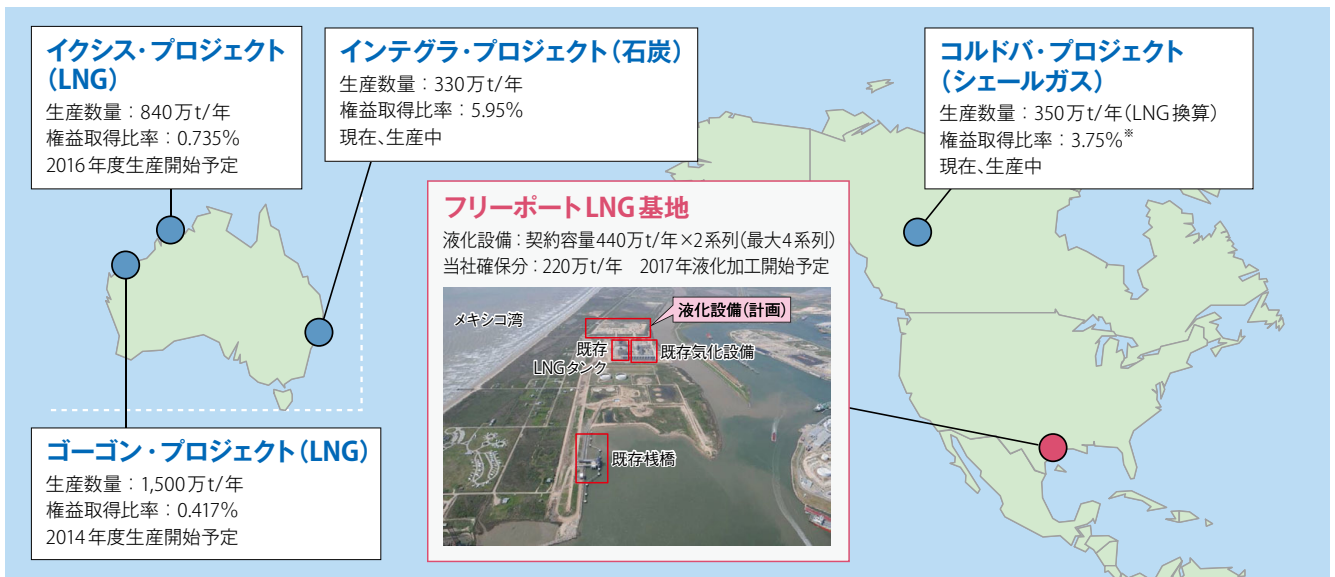 イクシス・プロジェクト
(LNG)
生産数量：840万t/年
権益取得比率：0.735%
2016年度生産開始予定
インテグラ・プロジェクト(石炭)
生産数量：330万t/年
権益取得比率：5.95%
現在、生産中
コルドバ・プロジェクト
(シェールガス)
生産数量：350万t/年(LNG換算)
権益取得比率：3.75%※
現在、生産中
フリーポートLNG基地
液化設備：契約容量440万t/年×2系列(最大4系列)
当社確保分：220万t/年　2017年液化加工開始予定
メキシコ湾
液化設備(計画)
既存
LNGタンク
既存気化設備
既存桟橋
ゴーゴン・プロジェクト(LNG)
生産数量：1,500万t/年
権益取得比率：0.417%
2014年度生産開始予定